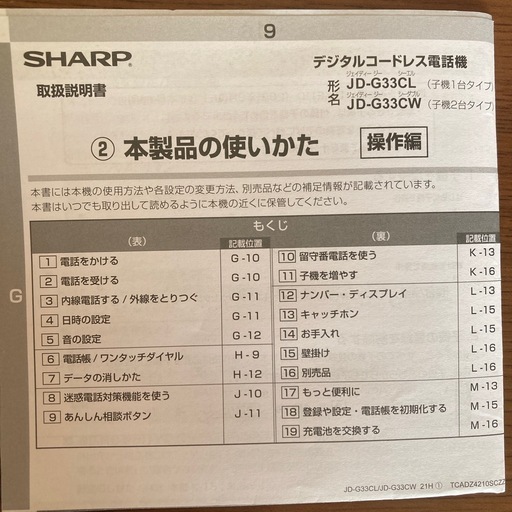 9
SHARP
デジタルコードレス電話機
取扱説明書
ジェイディー ジー シーエル
形名 JD-G33CL (子機1台タイプ)
ジェイディー ジー シーダブル
JD-G33CW (子機2台タイプ)
② 本製品の使いかた 操作編
本書には本機の使用方法や各設定の変更方法、別売品などの補足情報が記載されています。
本書はいつでも取り出して読めるように本機の近くに保管してください。
もくじ
(表) 記載位置
1 電話をかける G-10
2 電話を受ける G-10
3 内線電話する/外線をとりつぐ G-11
4 日時の設定 G-11
5 音の設定 G-12
6 電話帳/ワンタッチダイヤル H-9
7 データの消しかた H-12
8 迷惑電話対策機能を使う J-10
9 あんしん相談ボタン J-11
(裏) 記載位置
10 留守番電話を使う K-13
11 子機を増やす K-16
12 ナンバー・ディスプレイ L-13
13 キャッチホン L-15
14 お手入れ L-15
15 壁掛け L-16
16 別売品 L-16
17 もっと便利に M-13
18 登録や設定・電話帳を初期化する M-15
19 充電池を交換する M-16
G
JD-G33CL/JD-G33CW 21H ① TCADZ4210SCZZ